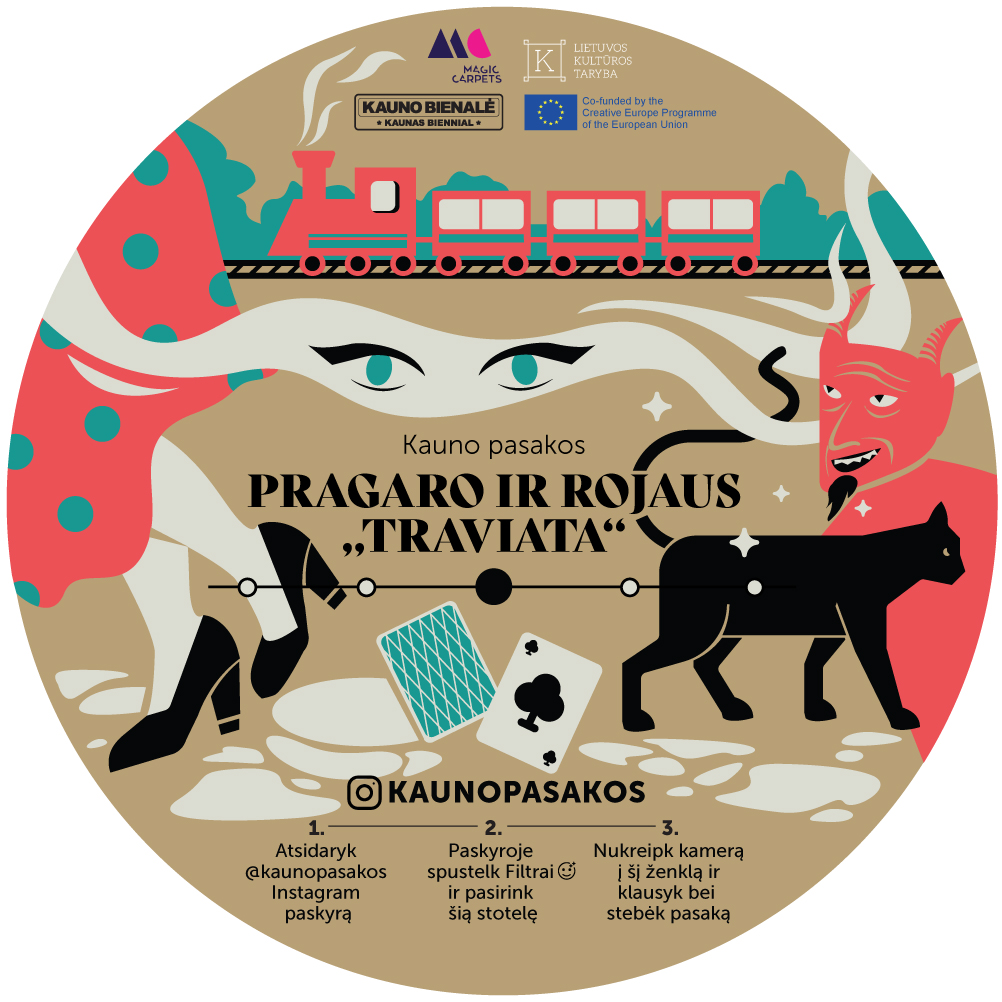 MAGIC
CARPETS
K
LIETUVOS
KULTŪROS
TARYBA
KAUNO BIENALĖ
★ KAUNAS BIENNIAL ★
Co-funded by the
Creative Europe Programme
of the European Union
Kauno pasakos
PRAGARO IR ROJAUS
„TRAVIATA“
KAUNOPASAKOS
1.
Atsidaryk
@kaunopasakos
Instagram
paskyrą
2.
Paskyroje
spustelk Filtrai
ir pasirink
šią stotelę
3.
Nukreipk kamerą
į šį ženklą ir
klausyk bei
stebėk pasaką